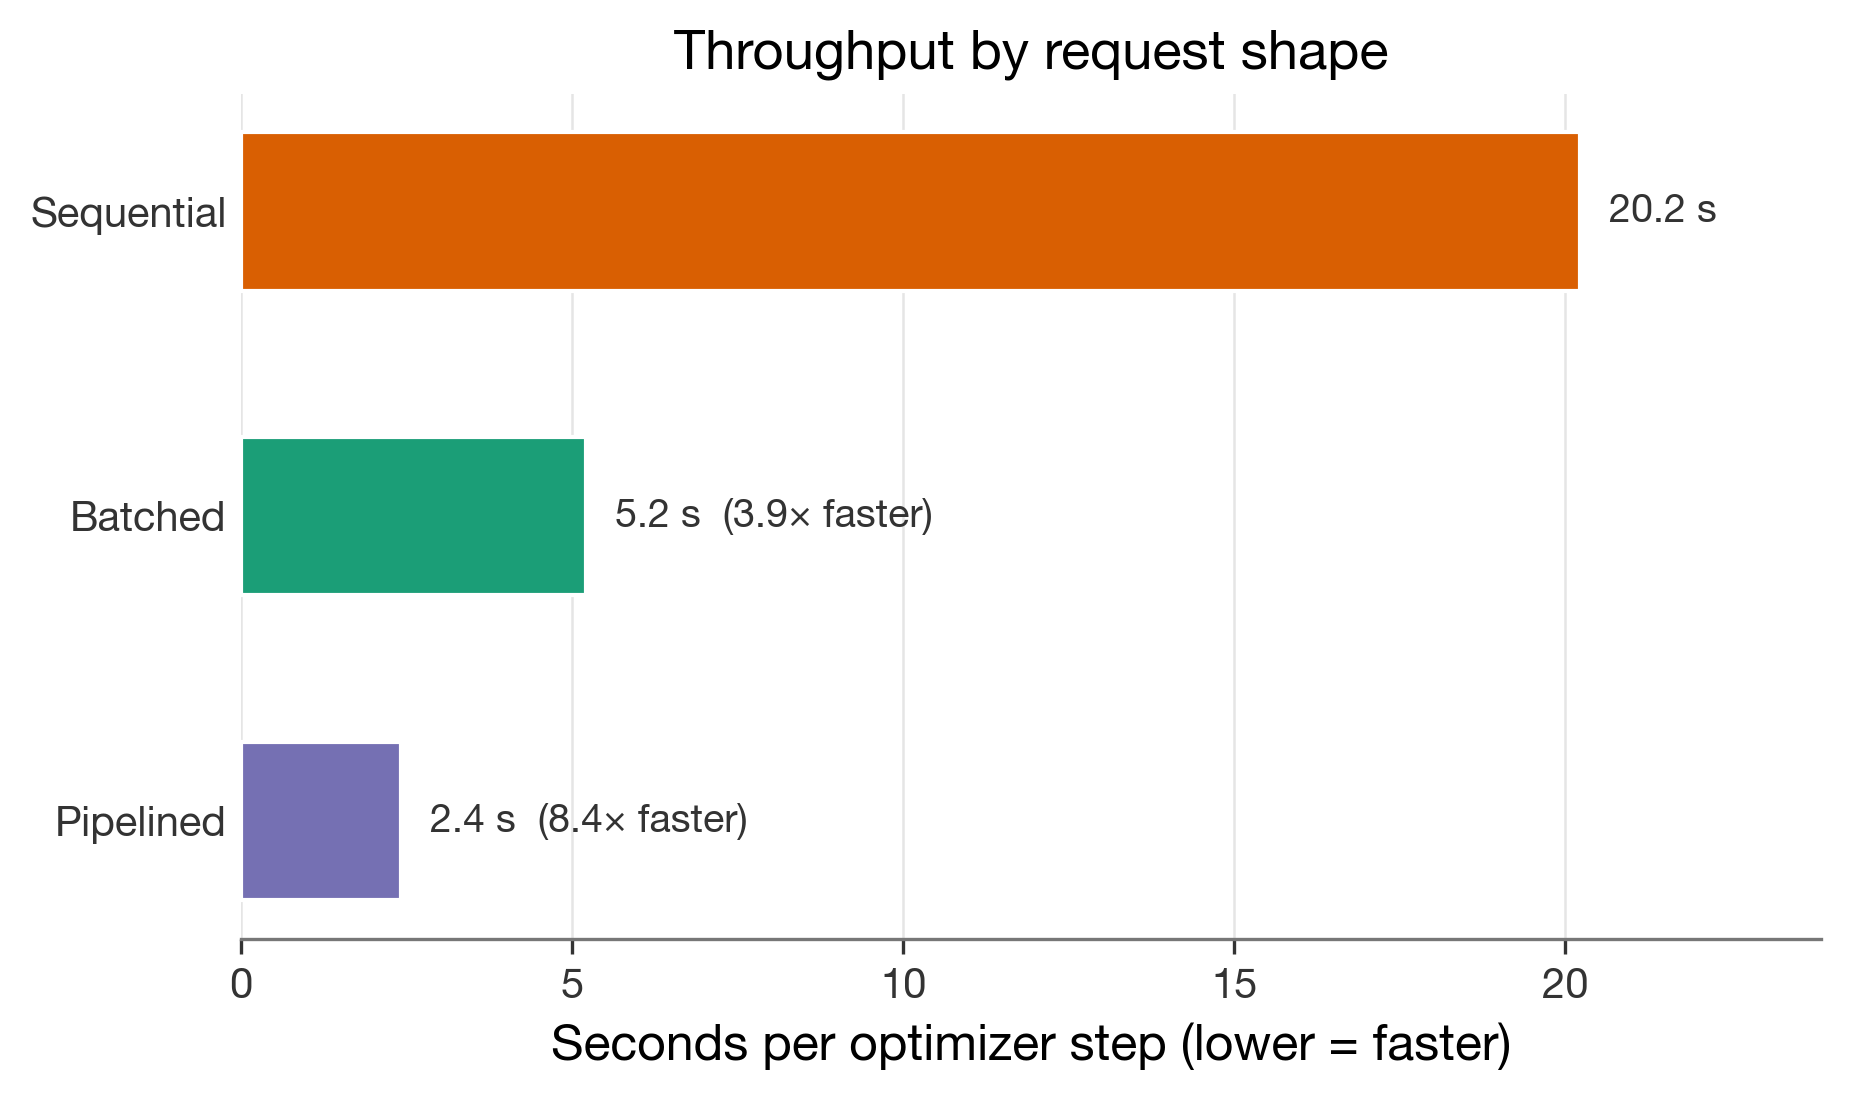 Throughput by request shape
Sequential
20.2 s
Batched
5.2 s  (3.9× faster)
Pipelined
2.4 s  (8.4× faster)
0
5
10
15
20
Seconds per optimizer step (lower = faster)